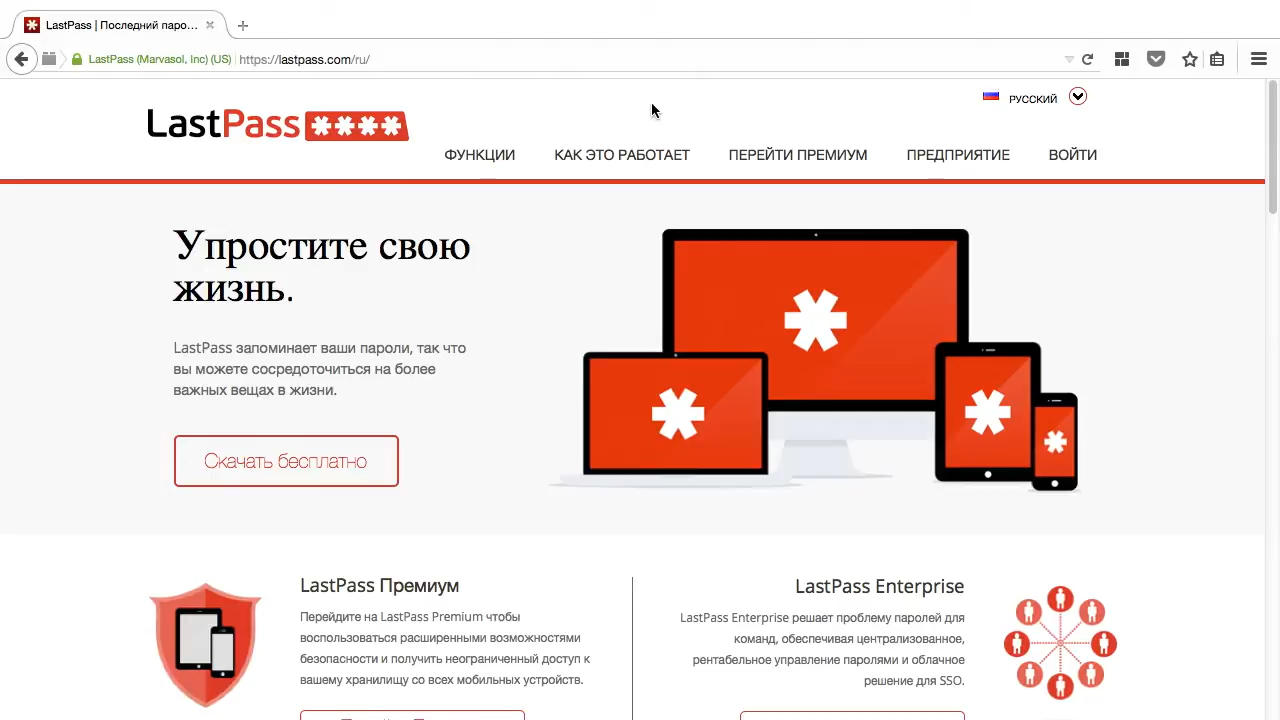 LastPass | Последний паро...
LastPass (Marvasol, Inc) (US)
https://lastpass.com/ru/
РУССКИЙ
LastPass
ФУНКЦИИ
КАК ЭТО РАБОТАЕТ
ПЕРЕЙТИ ПРЕМИУМ
ПРЕДПРИЯТИЕ
ВОЙТИ
Упростите свою
жизнь.
LastPass запоминает ваши пароли, так что
вы можете сосредоточиться на более
важных вещах в жизни.
Скачать бесплатно
LastPass Премиум
Перейдите на LastPass Premium чтобы
воспользоваться расширенными возможностями
безопасности и получить неограниченный доступ к
вашему хранилищу со всех мобильных устройств.
LastPass Enterprise
LastPass Enterprise решает проблему паролей для
команд, обеспечивая централизованное,
рентабельное управление паролями и облачное
решение для SSO.